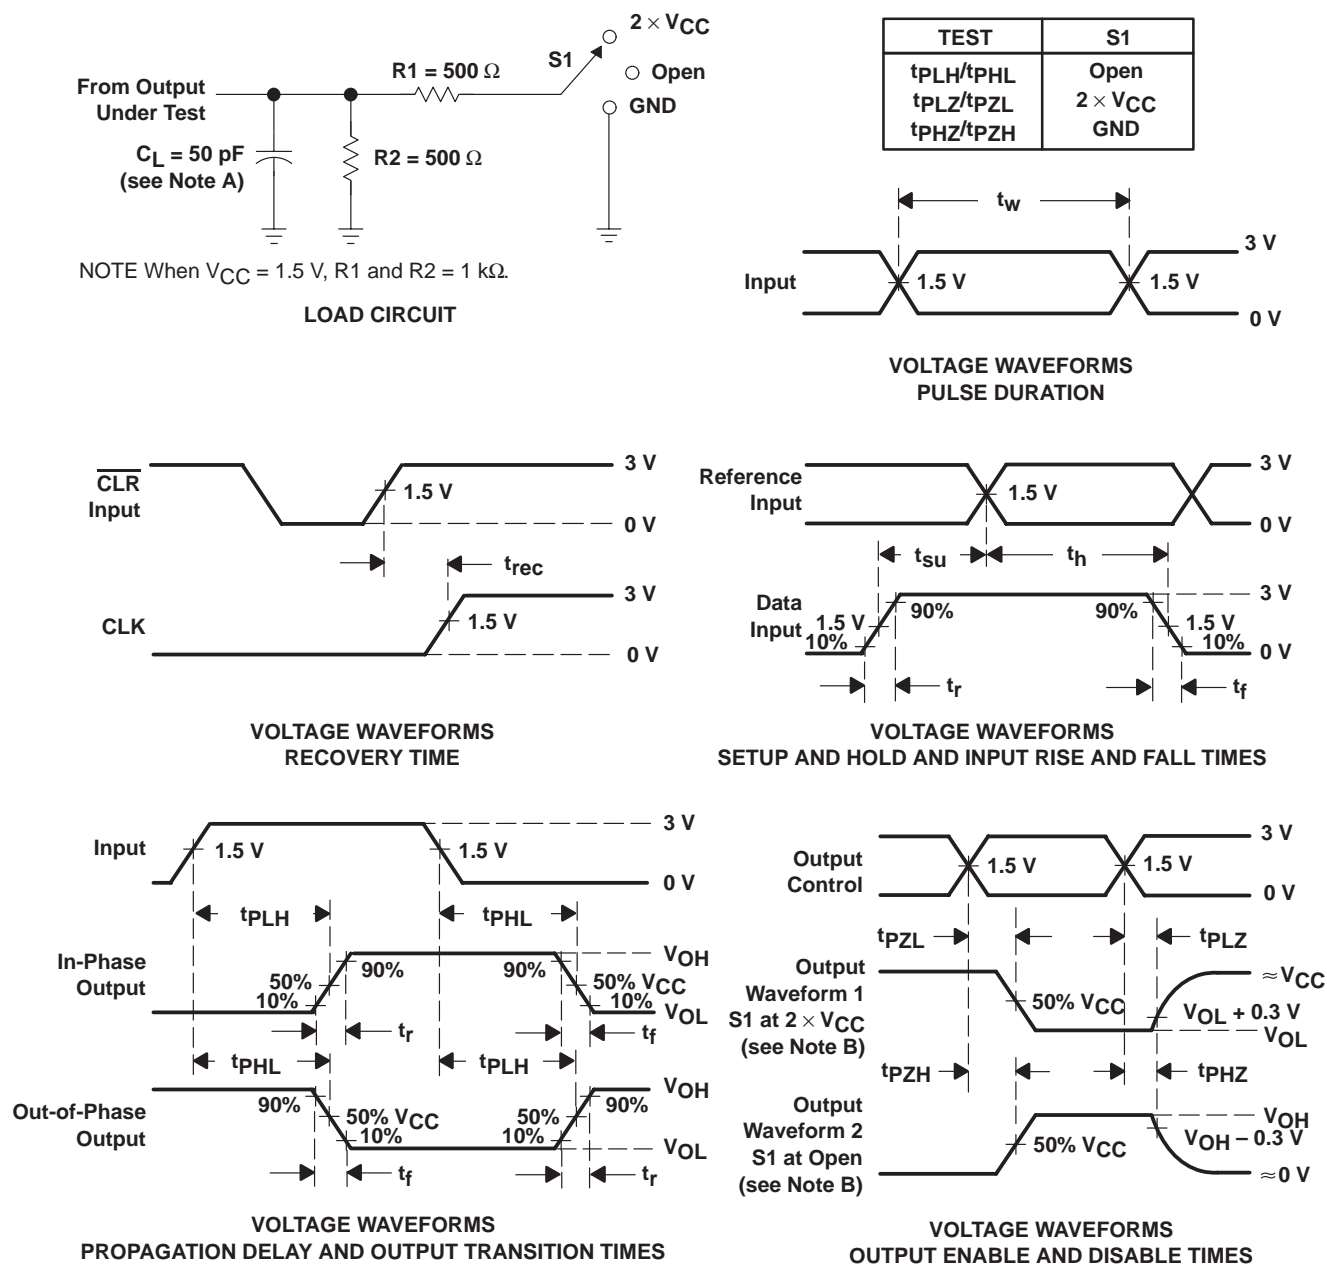 From Output
Under Test
CL = 50 pF
(see Note A)
R1 = 500 Ω
R2 = 500 Ω
S1
2 × VCC
Open
GND
NOTE When VCC = 1.5 V, R1 and R2 = 1 kΩ.
LOAD CIRCUIT
TEST S1
tPLH/tPHL Open
tPLZ/tPZL 2 × VCC
tPHZ/tPZH GND
tw
Input
1.5 V
1.5 V
3 V
0 V
VOLTAGE WAVEFORMS
PULSE DURATION
CLR
Input
1.5 V
3 V
0 V
trec
CLK
1.5 V
3 V
0 V
VOLTAGE WAVEFORMS
RECOVERY TIME
Reference
Input
1.5 V
3 V
0 V
tsu
th
Data
Input
1.5 V
10%
90%
90%
1.5 V
10%
3 V
0 V
tr
tf
VOLTAGE WAVEFORMS
SETUP AND HOLD AND INPUT RISE AND FALL TIMES
Input
1.5 V
1.5 V
3 V
0 V
tPLH
tPHL
In-Phase
Output
50%
10%
90%
90%
50% VCC
10%
VOH
VOL
tr
tf
tPHL
tPLH
Out-of-Phase
Output
90%
50% VCC
10%
50%
10%
90%
VOH
VOL
tf
tr
VOLTAGE WAVEFORMS
PROPAGATION DELAY AND OUTPUT TRANSITION TIMES
Output
Control
1.5 V
1.5 V
3 V
0 V
tPZL
tPLZ
Output
Waveform 1
S1 at 2 × VCC
(see Note B)
50% VCC
≈VCC
VOL + 0.3 V
VOL
tPZH
tPHZ
Output
Waveform 2
S1 at Open
(see Note B)
50% VCC
VOH
VOH – 0.3 V
≈0 V
VOLTAGE WAVEFORMS
OUTPUT ENABLE AND DISABLE TIMES